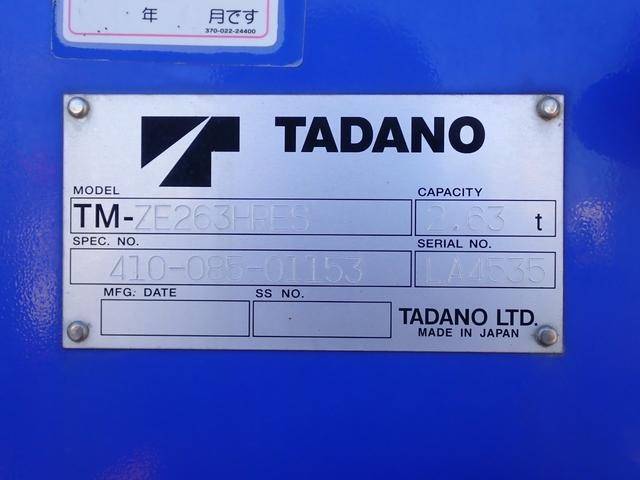 年 月です
370-022-24400
TADANO
MODEL CAPACITY
TM-ZE263HRES 2.63 t
SPEC. NO. SERIAL NO.
410-085-01153 LA4535
MFG. DATE SS NO.
TADANO LTD.
MADE IN JAPAN